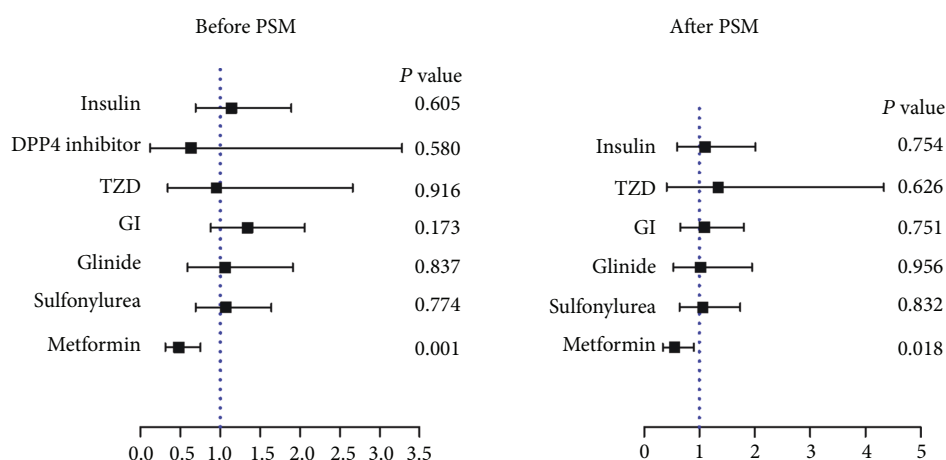 Before PSM
P value
Insulin 0.605
DPP4 inhibitor 0.580
TZD 0.916
GI 0.173
Glinide 0.837
Sulfonylurea 0.774
Metformin 0.001
0.0 0.5 1.0 1.5 2.0 2.5 3.0 3.5
After PSM
P value
Insulin 0.754
TZD 0.626
GI 0.751
Glinide 0.956
Sulfonylurea 0.832
Metformin 0.018
0 1 2 3 4 5